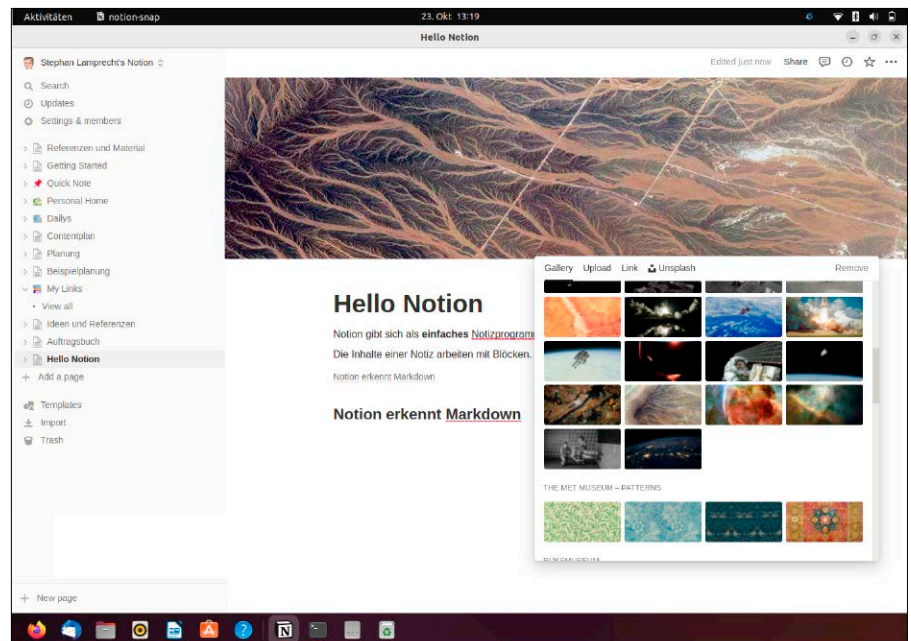 Aktivitäten notion-snap 23. Okt 13:19
Hello Notion
Stephan Lamprecht's Notion
Edited just now Share
Search
Updates
Settings & members
Referenzen und Material
Getting Started
Quick Note
Personal Home
Dailys
Contentplan
Planung
Beispielplanung
My Links
View all
Ideen und Referenzen
Auftragsbuch
Hello Notion
Add a page
Templates
Import
Trash
New page
Hello Notion
Notion gibt sich als einfaches
Die Inhalte einer Notiz arbeiten mit Blöcken.
Notion erkennt Markdown
Notion erkennt Markdown
Gallery Upload Link Unsplash Remove
THE MET MUSEUM – PATTERNS